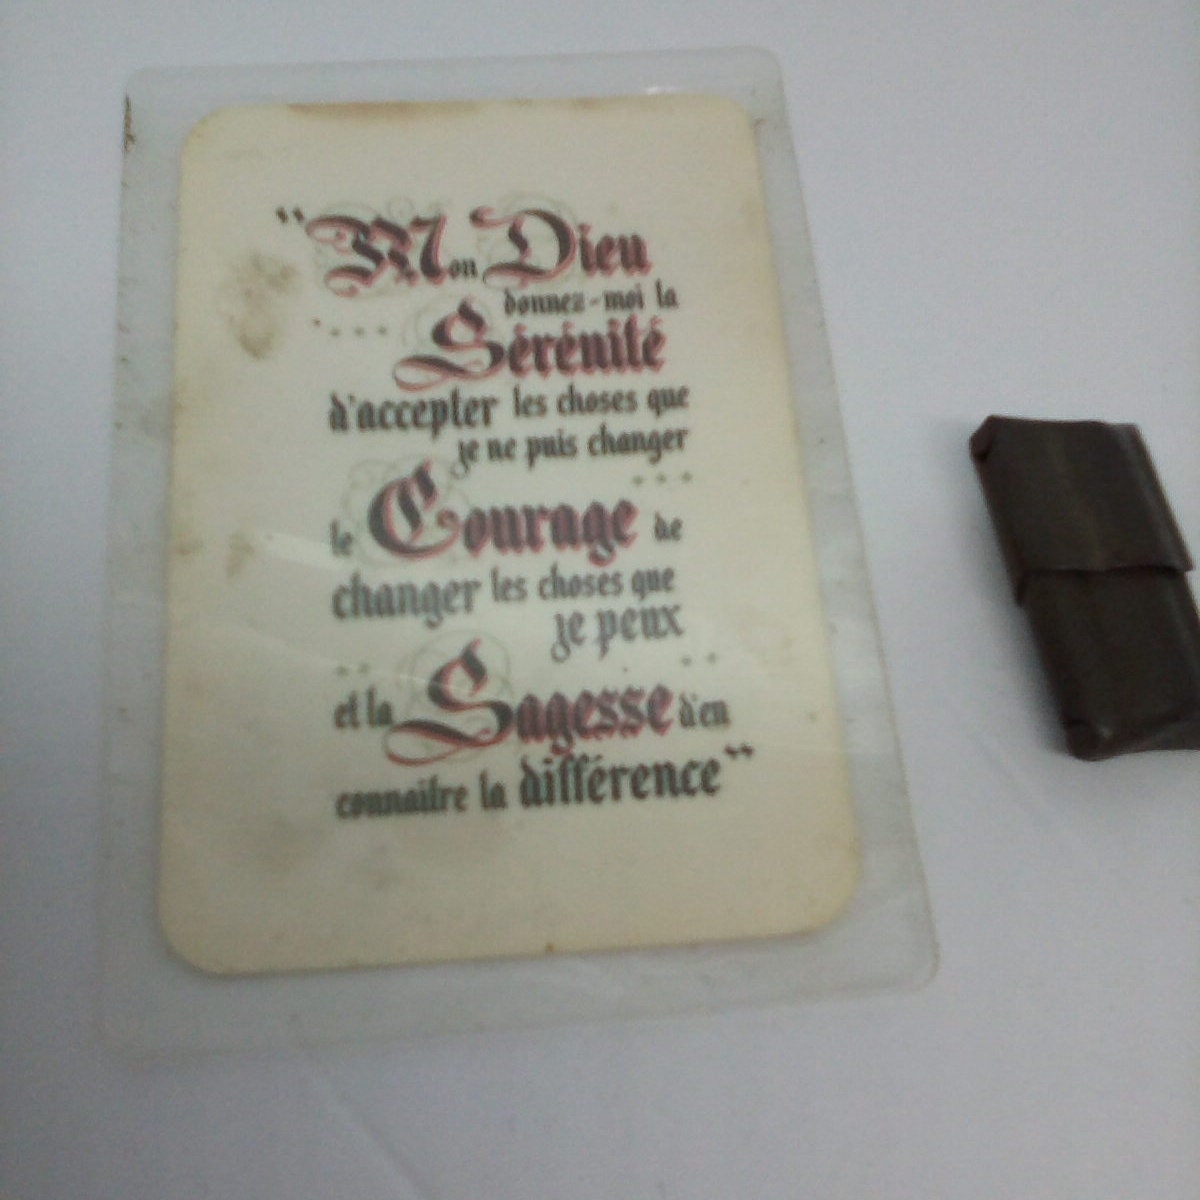 “Mon Dieu
donnez-moi la
... Sérénité
d'accepter les choses que
je ne puis changer
...
le Courage de
changer les choses que
je peux
.. ..
et la Sagesse d'en
connaître la différence”